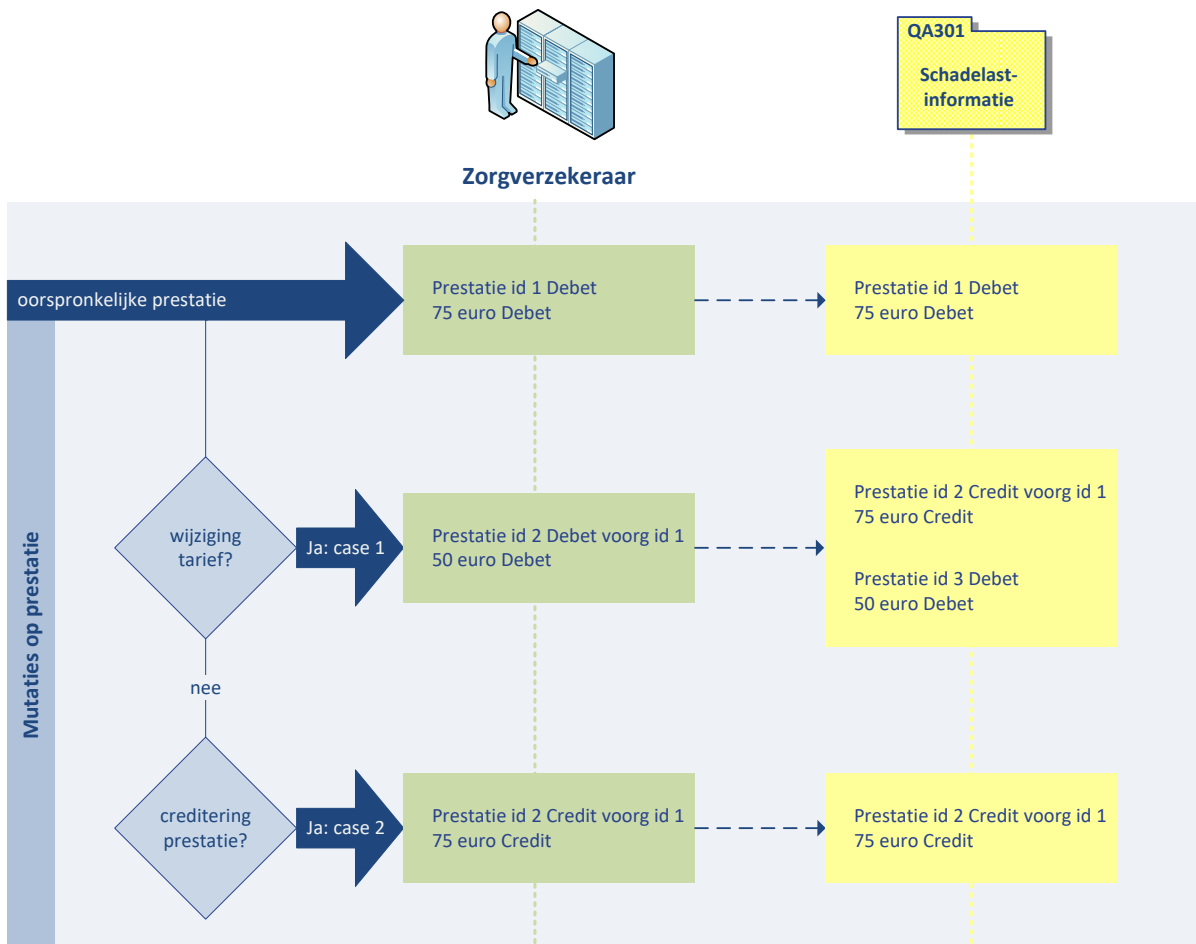 QA301
Schadelast-
informatie
Zorgverzekeraar
oorspronkelijke prestatie
Prestatie id 1 Debet
75 euro Debet
Prestatie id 1 Debet
75 euro Debet
Mutaties op prestatie
wijziging
tarief?
Ja: case 1
Prestatie id 2 Debet voorg id 1
50 euro Debet
Prestatie id 2 Credit voorg id 1
75 euro Credit
Prestatie id 3 Debet
50 euro Debet
nee
creditering
prestatie?
Ja: case 2
Prestatie id 2 Credit voorg id 1
75 euro Credit
Prestatie id 2 Credit voorg id 1
75 euro Credit